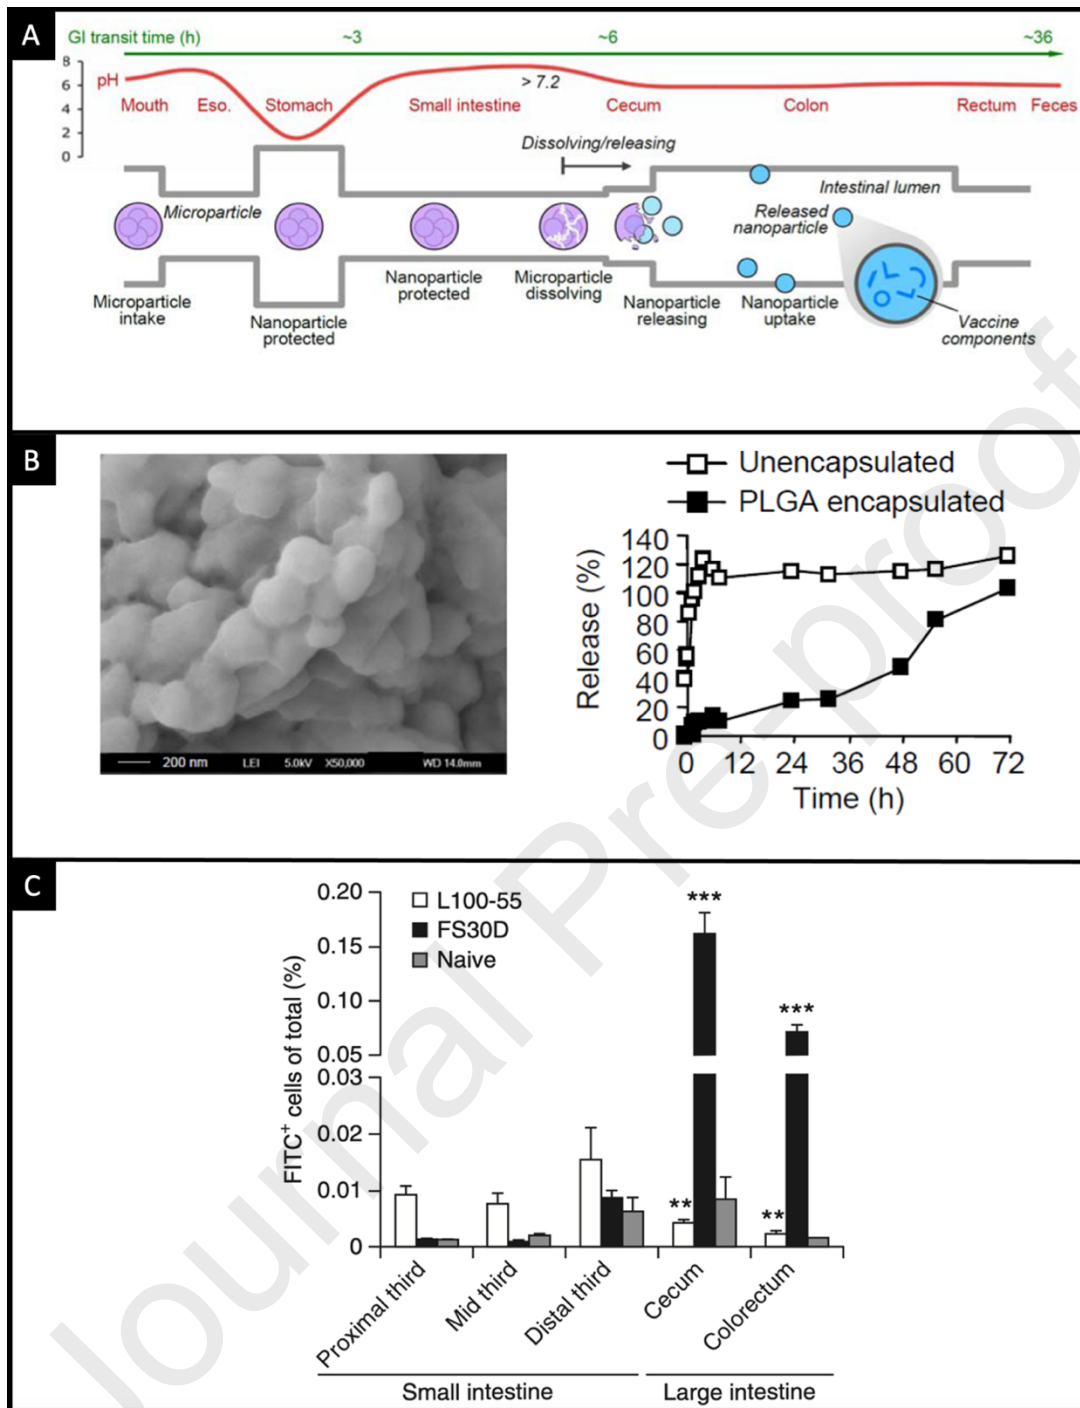 A
GI transit time (h)
~3
~6
~36
8
6
4
2
0
pH
> 7.2
Mouth
Eso.
Stomach
Small intestine
Cecum
Colon
Rectum
Feces
Dissolving/releasing
Intestinal lumen
Microparticle
Released
nanoparticle
Microparticle
intake
Nanoparticle
protected
Nanoparticle
protected
Microparticle
dissolving
Nanoparticle
releasing
Nanoparticle
uptake
Vaccine
components
B
200 nm LEI 5.0kV X50,000 WD 14.0mm
Unencapsulated
PLGA encapsulated
Release (%)
140
120
100
80
60
40
20
0
0 12 24 36 48 60 72
Time (h)
C
FITC+ cells of total (%)
0.20
0.15
0.10
0.05
0.03
0.02
0.01
0
L100-55
FS30D
Naive
***
***
**
**
Proximal third
Mid third
Distal third
Cecum
Colorectum
Small intestine
Large intestine
Journal Pre-proof